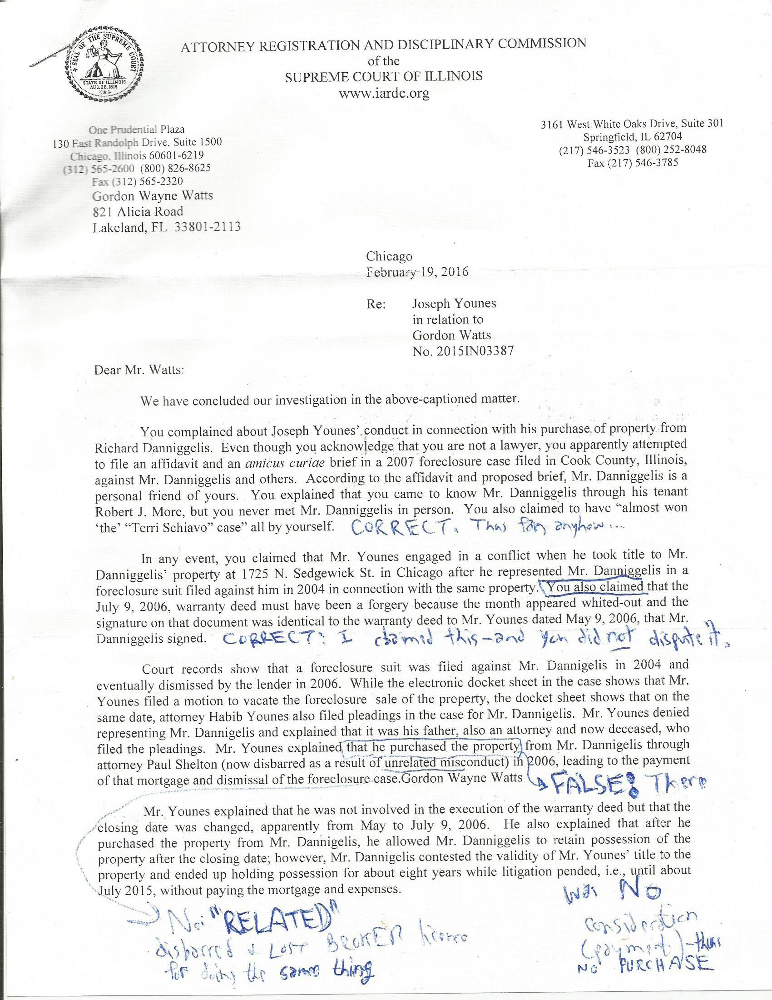 SEAL OF THE SUPREME COURT
STATE OF ILLINOIS
AUG. 26, 1818
ATTORNEY REGISTRATION AND DISCIPLINARY COMMISSION
of the
SUPREME COURT OF ILLINOIS
www.iardc.org
One Prudential Plaza
130 East Randolph Drive, Suite 1500
Chicago, Illinois 60601-6219
(312) 565-2600 (800) 826-8625
Fax (312) 565-2320
3161 West White Oaks Drive, Suite 301
Springfield, IL 62704
(217) 546-3523 (800) 252-8048
Fax (217) 546-3785
Gordon Wayne Watts
821 Alicia Road
Lakeland, FL 33801-2113
Chicago
February 19, 2016
Re: Joseph Younes
in relation to
Gordon Watts
No. 2015IN03387
Dear Mr. Watts:
We have concluded our investigation in the above-captioned matter.
You complained about Joseph Younes' conduct in connection with his purchase of property from
Richard Danniggelis. Even though you acknowledge that you are not a lawyer, you apparently attempted
to file an affidavit and an amicus curiae brief in a 2007 foreclosure case filed in Cook County, Illinois,
against Mr. Danniggelis and others. According to the affidavit and proposed brief, Mr. Danniggelis is a
personal friend of yours. You explained that you came to know Mr. Danniggelis through his tenant
Robert J. More, but you never met Mr. Danniggelis in person. You also claimed to have "almost won
'the' "Terri Schiavo" case" all by yourself. CORRECT. Thus far, anyhow...
In any event, you claimed that Mr. Younes engaged in a conflict when he took title to Mr.
Danniggelis' property at 1725 N. Sedgewick St. in Chicago after he represented Mr. Danniggelis in a
foreclosure suit filed against him in 2004 in connection with the same property. You also claimed that the
July 9, 2006, warranty deed must have been a forgery because the month appeared whited-out and the
signature on that document was identical to the warranty deed to Mr. Younes dated May 9, 2006, that Mr.
Danniggelis signed. CORRECT: I claimed this - and you did not dispute it.
Court records show that a foreclosure suit was filed against Mr. Dannigelis in 2004 and
eventually dismissed by the lender in 2006. While the electronic docket sheet in the case shows that Mr.
Younes filed a motion to vacate the foreclosure sale of the property, the docket sheet shows that on the
same date, attorney Habib Younes also filed pleadings in the case for Mr. Dannigelis. Mr. Younes denied
representing Mr. Dannigelis and explained that it was his father, also an attorney and now deceased, who
filed the pleadings. Mr. Younes explained that he purchased the property from Mr. Dannigelis through
attorney Paul Shelton (now disbarred as a result of unrelated misconduct) in 2006, leading to the payment
of that mortgage and dismissal of the foreclosure case.Gordon Wayne Watts FALSE! There
Mr. Younes explained that he was not involved in the execution of the warranty deed but that the
closing date was changed, apparently from May to July 9, 2006. He also explained that after he
purchased the property from Mr. Dannigelis, he allowed Mr. Danniggelis to retain possession of the
property after the closing date; however, Mr. Dannigelis contested the validity of Mr. Younes' title to the
property and ended up holding possession for about eight years while litigation pended, i.e., until about
July 2015, without paying the mortgage and expenses.
was NO
consideration
(payment) - thus
NO PURCHASE
No: "RELATED"
disbarred & LOST BROKER license
for doing the same thing